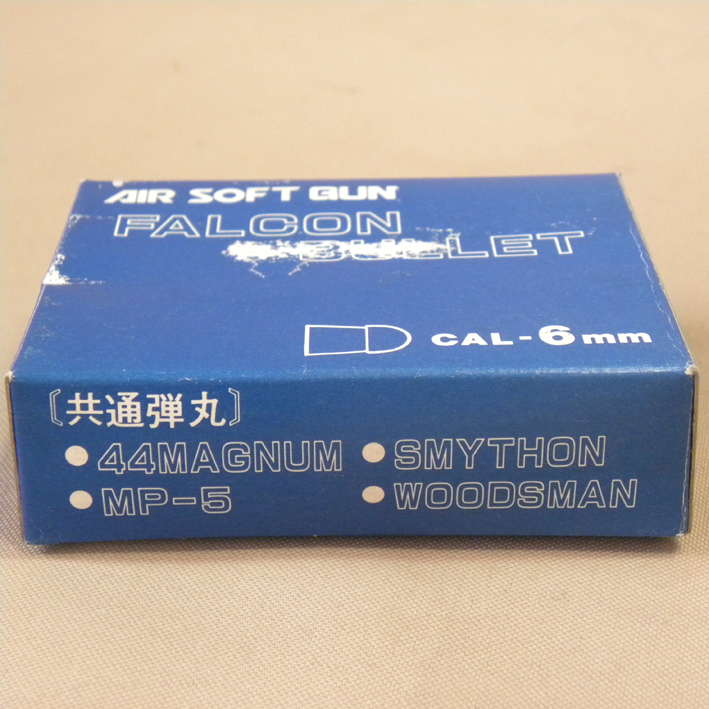 AIR SOFT GUN
FALCON
BULLET
CAL-6mm
〔共通弾丸〕
● 44MAGNUM ● SMYTHON
● MP-5 ● WOODSMAN